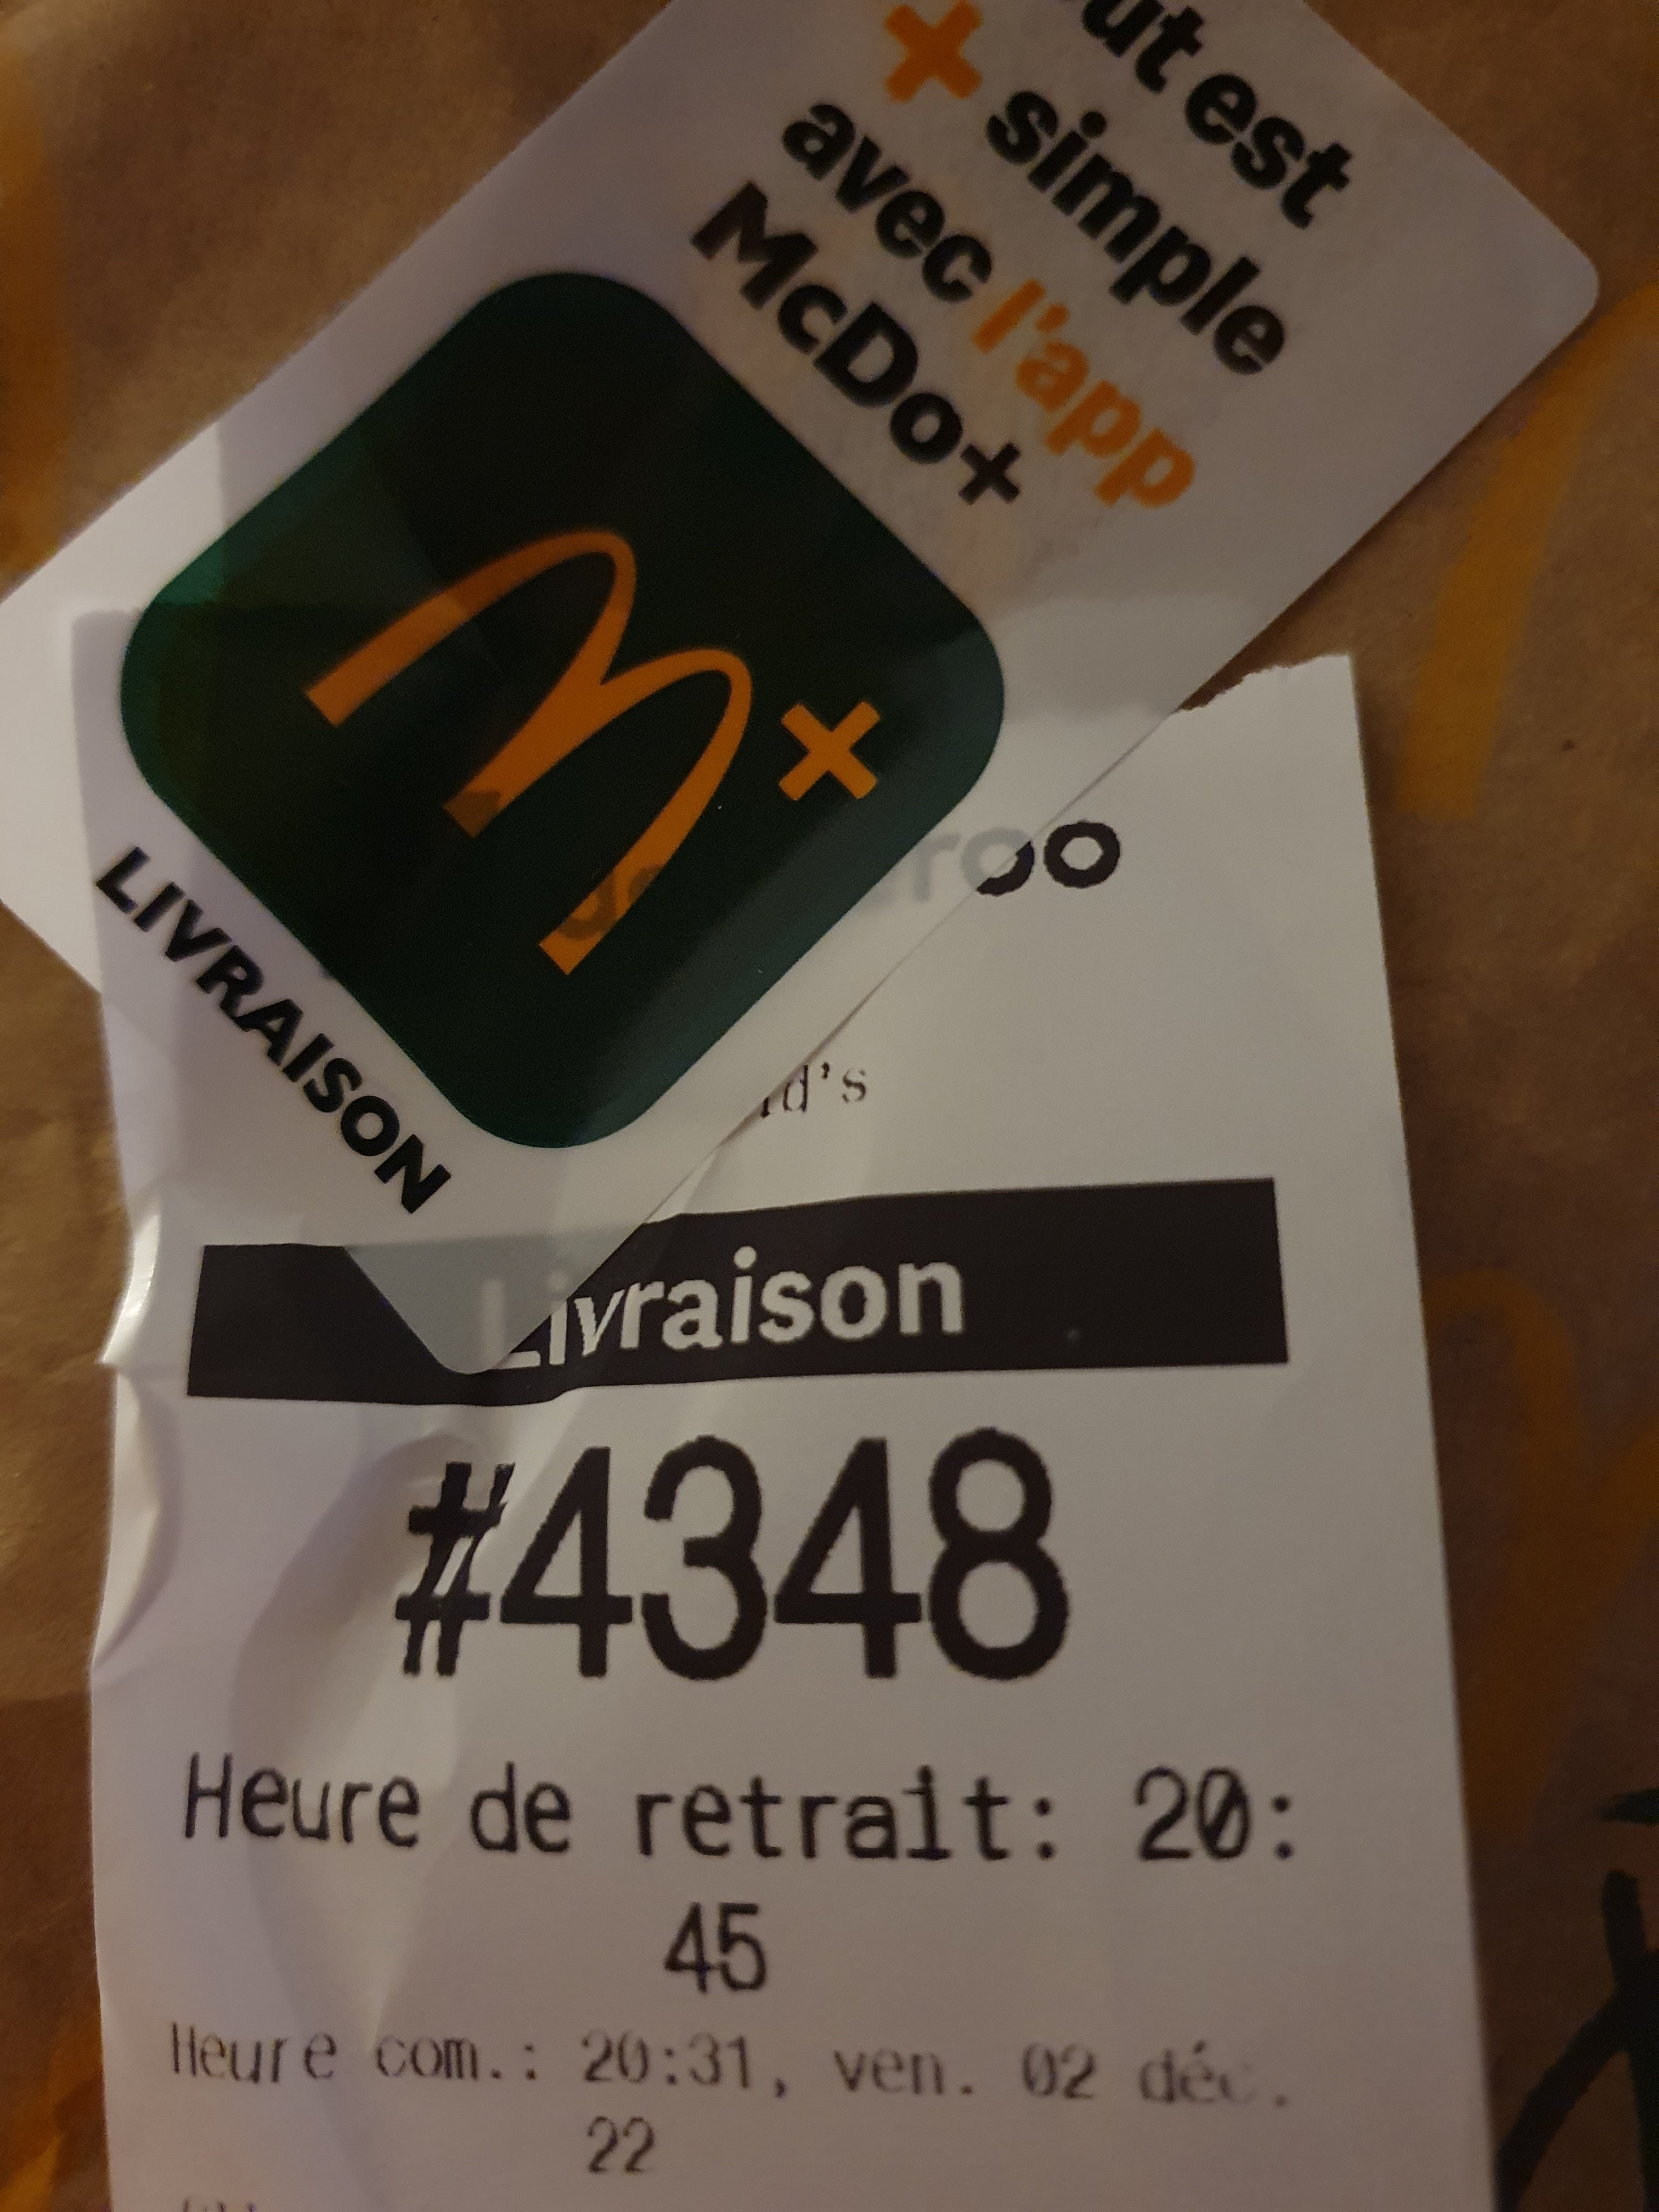 ut est
+ simple
avec l'app
McDo+
+
LIVRAISON
roo
d's
Livraison
#4348
Heure de retrait: 20:
45
Heure com.: 20:31, ven. 02 déc.
22